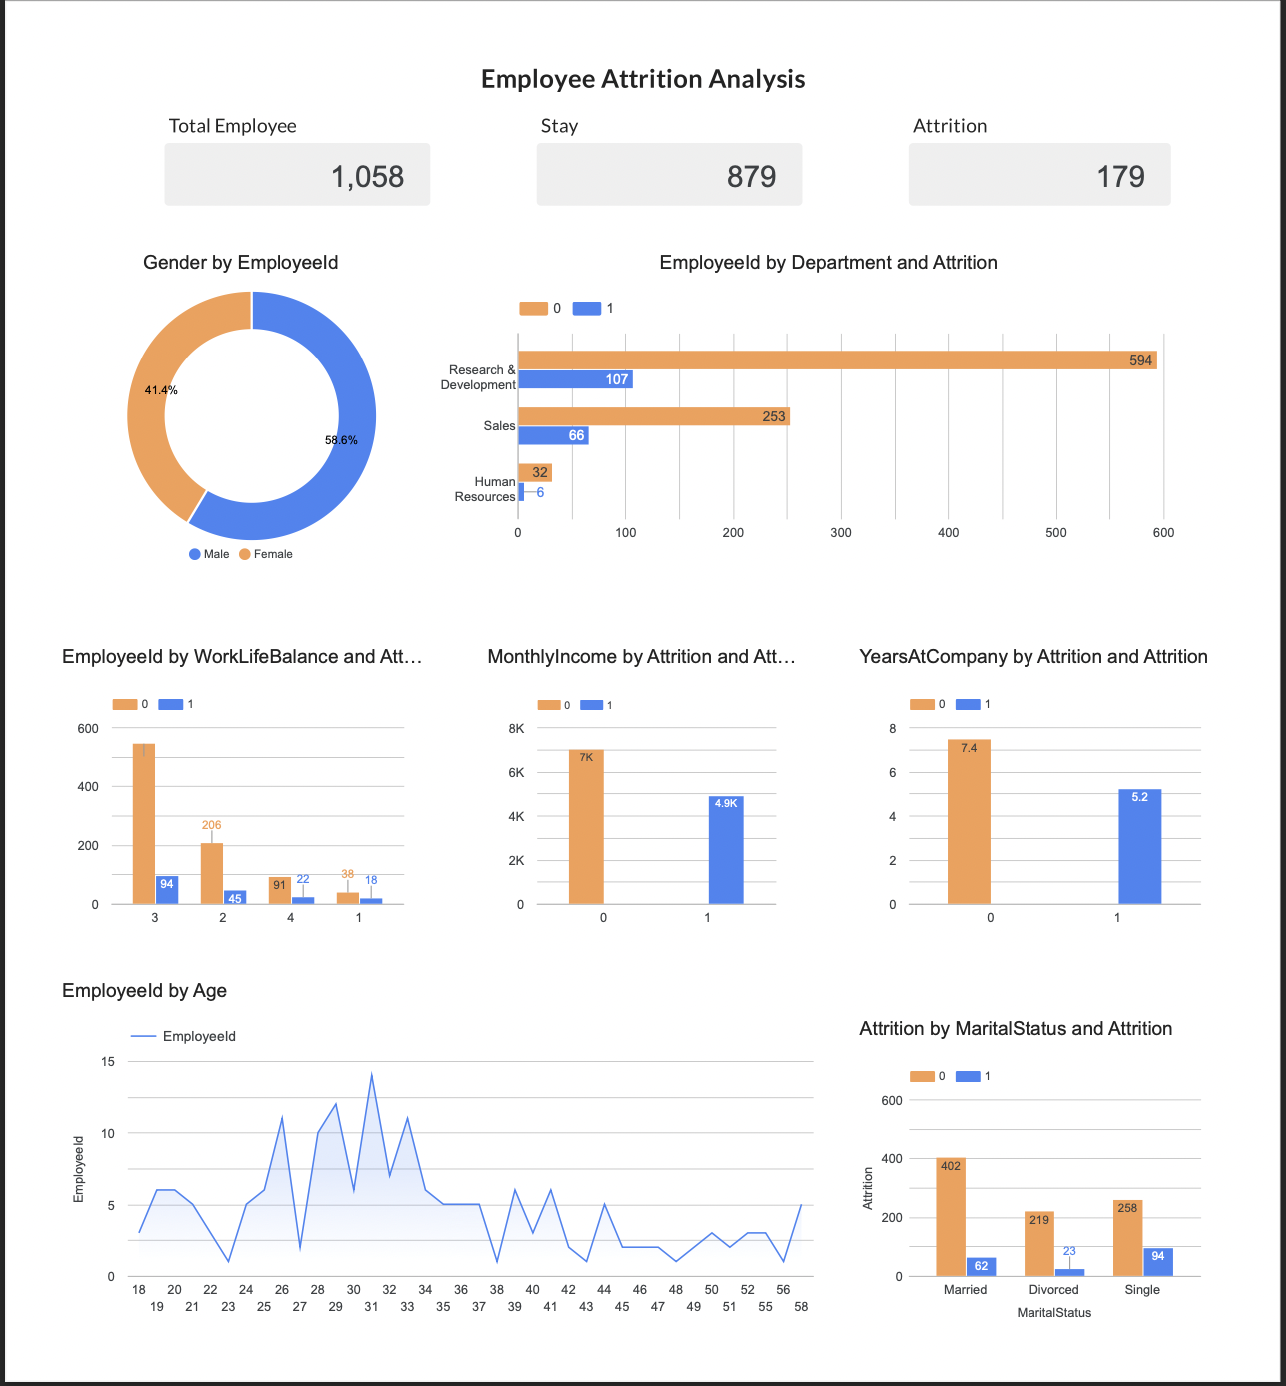 Employee Attrition Analysis
Total Employee
Stay
Attrition
1,058
879
179
Gender by EmployeeId
41.4%
58.6%
Male Female
EmployeeId by Department and Attrition
0 1
Research &
Development
594
107
Sales
253
66
Human
Resources
32
6
0 100 200 300 400 500 600
EmployeeId by WorkLifeBalance and Att...
0 1
600
400
200
0
94
206
45
91
22
38
18
3 2 4 1
MonthlyIncome by Attrition and Att...
0 1
8K
6K
4K
2K
0
7K
4.9K
0 1
YearsAtCompany by Attrition and Attrition
0 1
8
6
4
2
0
7.4
5.2
0 1
EmployeeId by Age
EmployeeId
15
10
5
0
EmployeeId
18 20 22 24 26 28 30 32 34 36 38 40 42 44 46 48 50 52 56
19 21 23 25 27 29 31 33 35 37 39 41 43 45 47 49 51 55 58
Attrition by MaritalStatus and Attrition
0 1
600
400
200
0
Attrition
402
62
219
23
258
94
Married Divorced Single
MaritalStatus